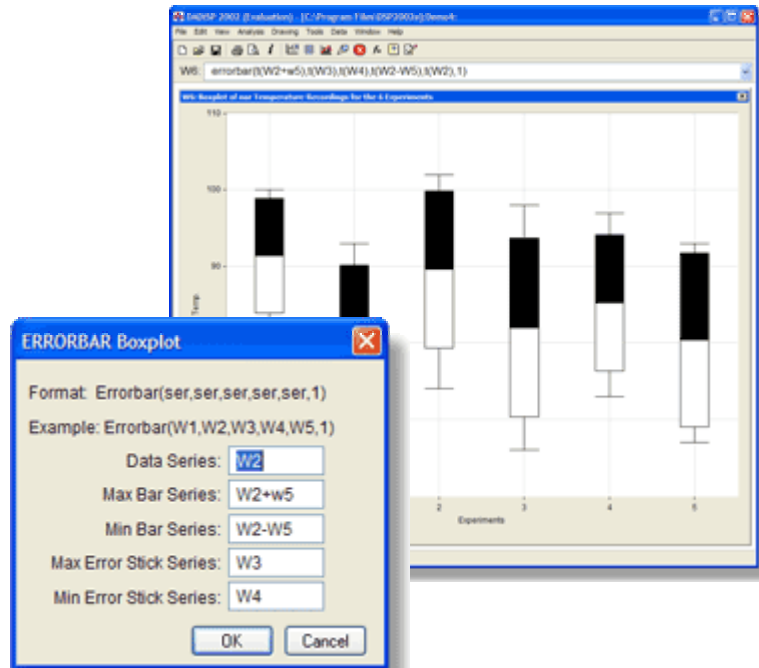 DADiSP 2002 (Evaluation) - [C:\Program Files\DSP2002e\]:Demo4:
File Edit View Analysis Drawing Tools Data Window Help
W6: errorbar(t(W2+w5),t(W3),t(W4),t(W2-W5),t(W2),1)
W6: Boxplot of our Temperature Recordings for the 6 Experiments
110
100
90
Temp.
2 3 4 5
Experiments
ERRORBAR Boxplot
Format: Errorbar(ser,ser,ser,ser,ser,1)
Example: Errorbar(W1,W2,W3,W4,W5,1)
Data Series: W2
Max Bar Series: W2+w5
Min Bar Series: W2-W5
Max Error Stick Series: W3
Min Error Stick Series: W4
OK Cancel